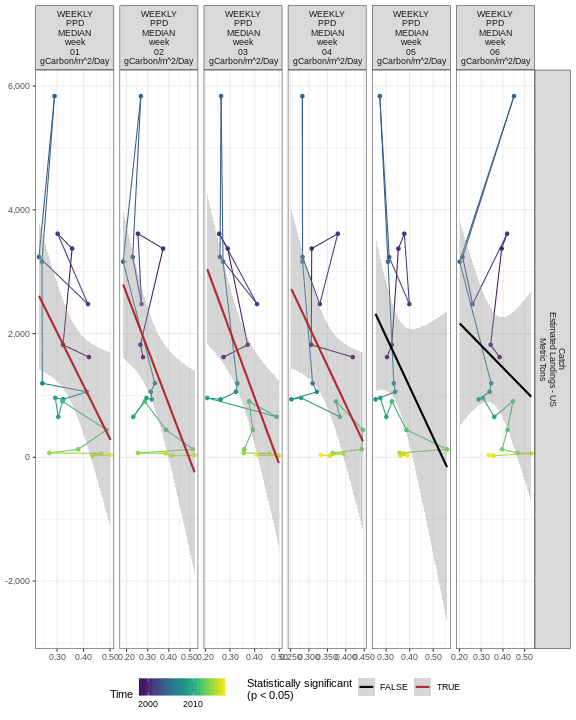 WEEKLY PPD MEDIAN week 01 gCarbon/m^2/Day
WEEKLY PPD MEDIAN week 02 gCarbon/m^2/Day
WEEKLY PPD MEDIAN week 03 gCarbon/m^2/Day
WEEKLY PPD MEDIAN week 04 gCarbon/m^2/Day
WEEKLY PPD MEDIAN week 05 gCarbon/m^2/Day
WEEKLY PPD MEDIAN week 06 gCarbon/m^2/Day
6,000
4,000
2,000
0
-2,000
Catch
Estimated Landings - US
Metric Tons
0.30 0.40 0.50
0.20 0.30 0.40 0.50
0.20 0.30 0.40 0.50
0.250 0.300 0.350 0.400 0.450
0.30 0.40 0.50
0.20 0.30 0.40 0.50
Time
2000 2010
Statistically significant
(p < 0.05)
FALSE
TRUE